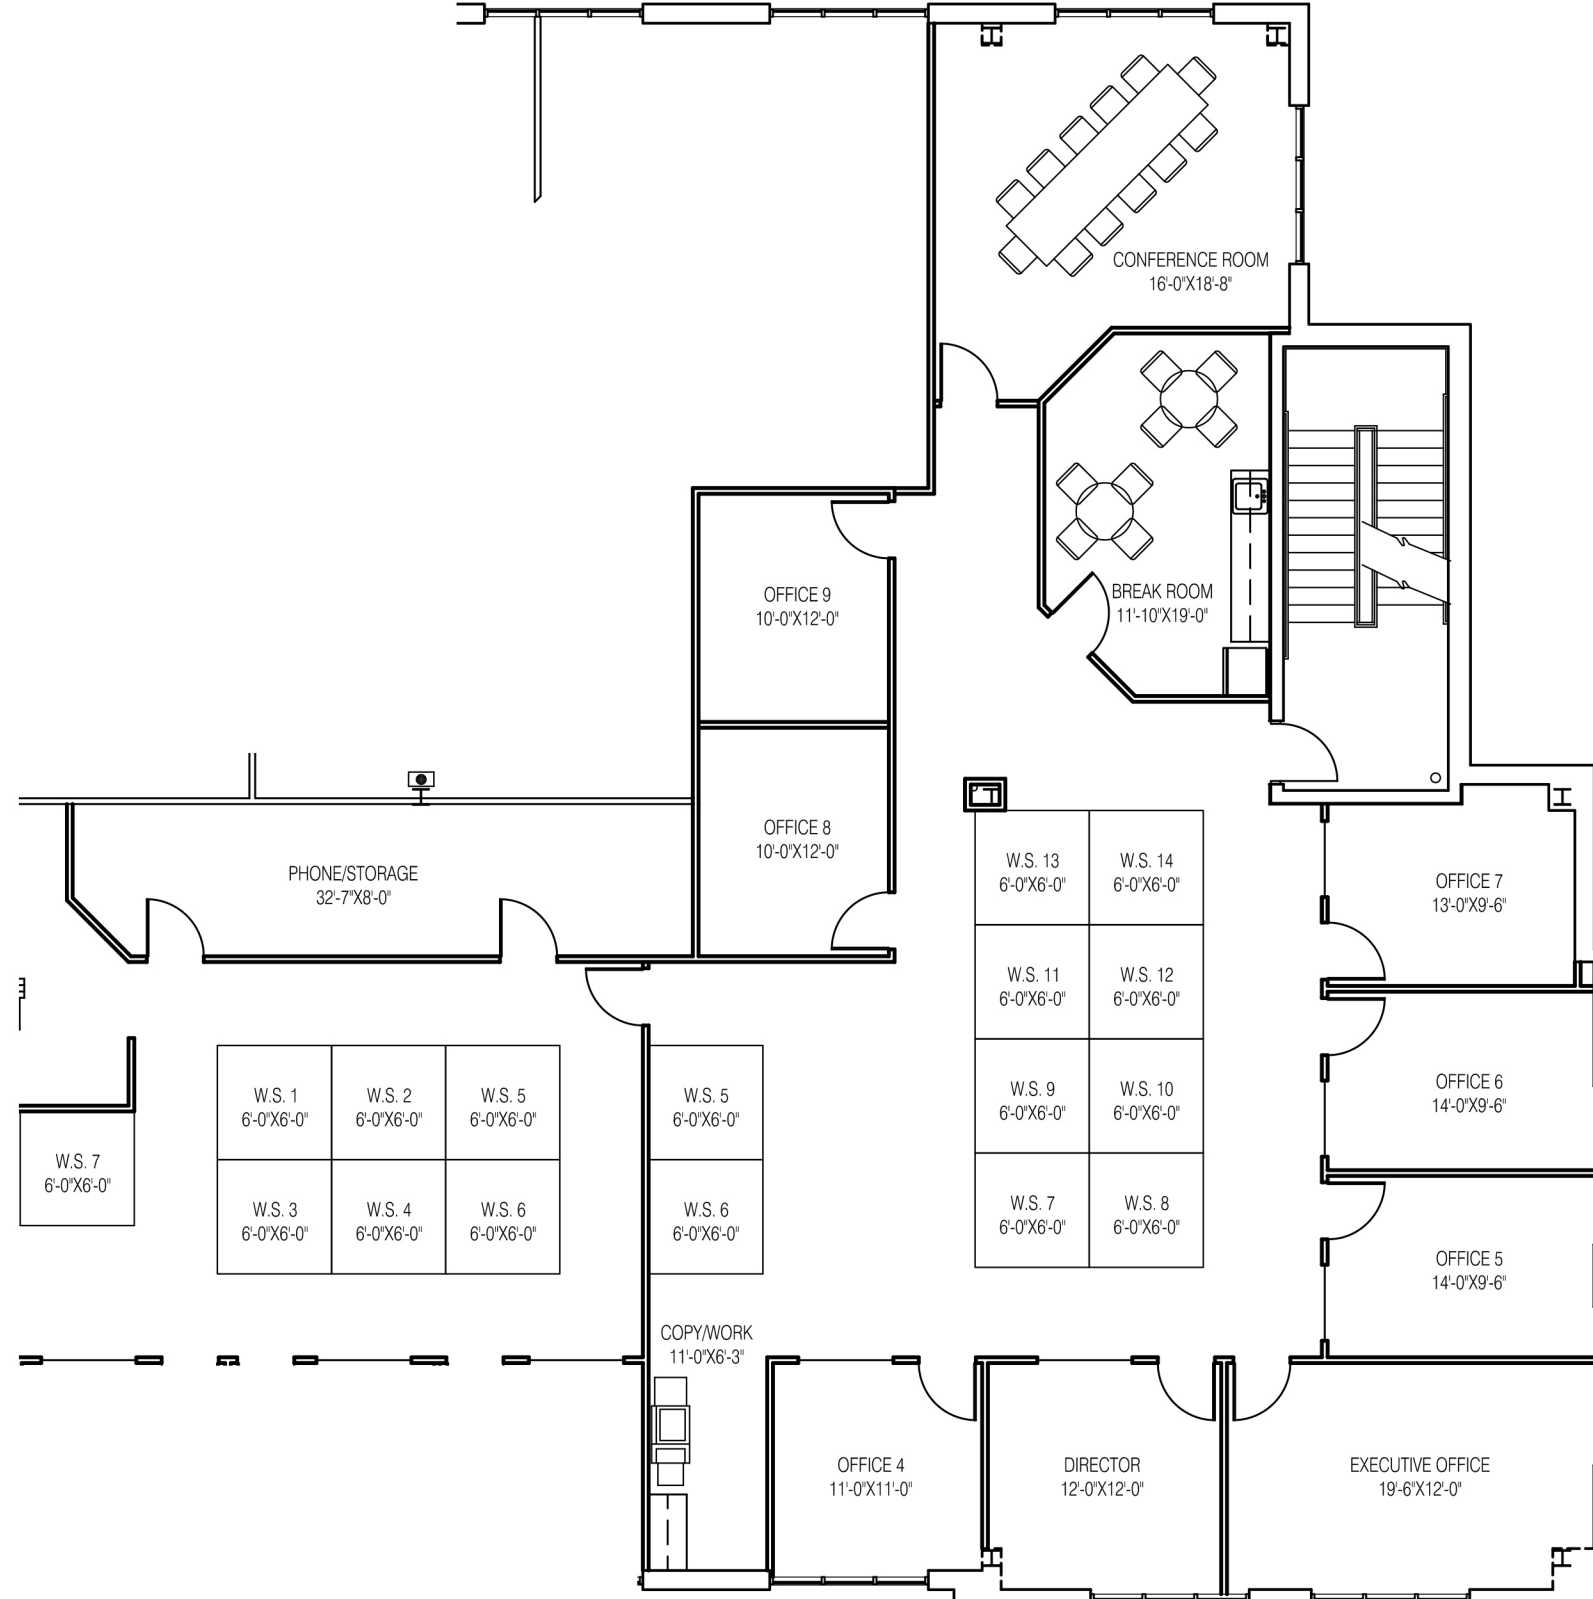 CONFERENCE ROOM
16'-0"X18'-8"
BREAK ROOM
11'-10"X19'-0"
OFFICE 9
10'-0"X12'-0"
OFFICE 8
10'-0"X12'-0"
PHONE/STORAGE
32'-7"X8'-0"
W.S. 13
6'-0"X6'-0"
W.S. 14
6'-0"X6'-0"
OFFICE 7
13'-0"X9'-6"
W.S. 11
6'-0"X6'-0"
W.S. 12
6'-0"X6'-0"
W.S. 9
6'-0"X6'-0"
W.S. 10
6'-0"X6'-0"
OFFICE 6
14'-0"X9'-6"
W.S. 1
6'-0"X6'-0"
W.S. 2
6'-0"X6'-0"
W.S. 5
6'-0"X6'-0"
W.S. 5
6'-0"X6'-0"
W.S. 7
6'-0"X6'-0"
W.S. 3
6'-0"X6'-0"
W.S. 4
6'-0"X6'-0"
W.S. 6
6'-0"X6'-0"
W.S. 6
6'-0"X6'-0"
W.S. 7
6'-0"X6'-0"
W.S. 8
6'-0"X6'-0"
OFFICE 5
14'-0"X9'-6"
COPY/WORK
11'-0"X6'-3"
OFFICE 4
11'-0"X11'-0"
DIRECTOR
12'-0"X12'-0"
EXECUTIVE OFFICE
19'-6"X12'-0"